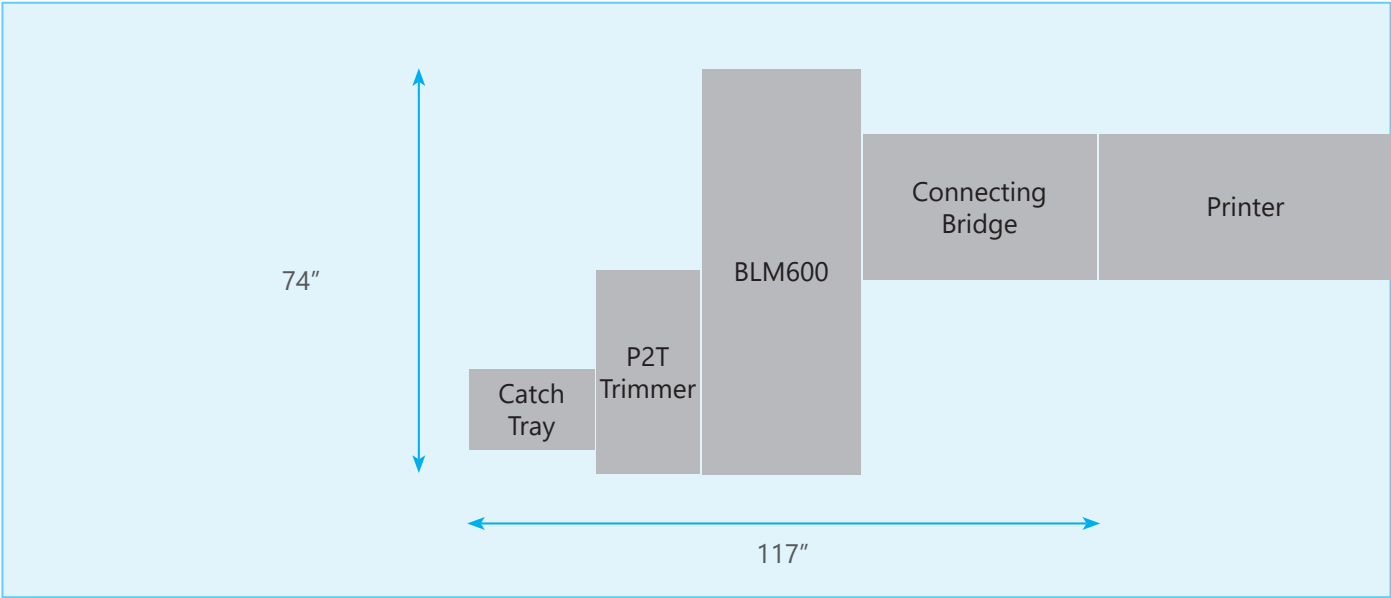 Connecting
Bridge
Printer
BLM600
74"
P2T
Trimmer
Catch
Tray
117"